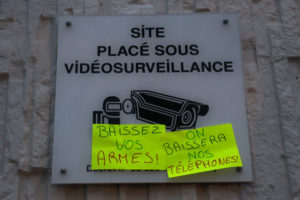 SITE
PLACÉ SOUS
VIDÉOSURVEILLANCE
BAISSEZ
VOS
ARMES!
ON
BAISSERA
NOS
TÉLÉPHONES!